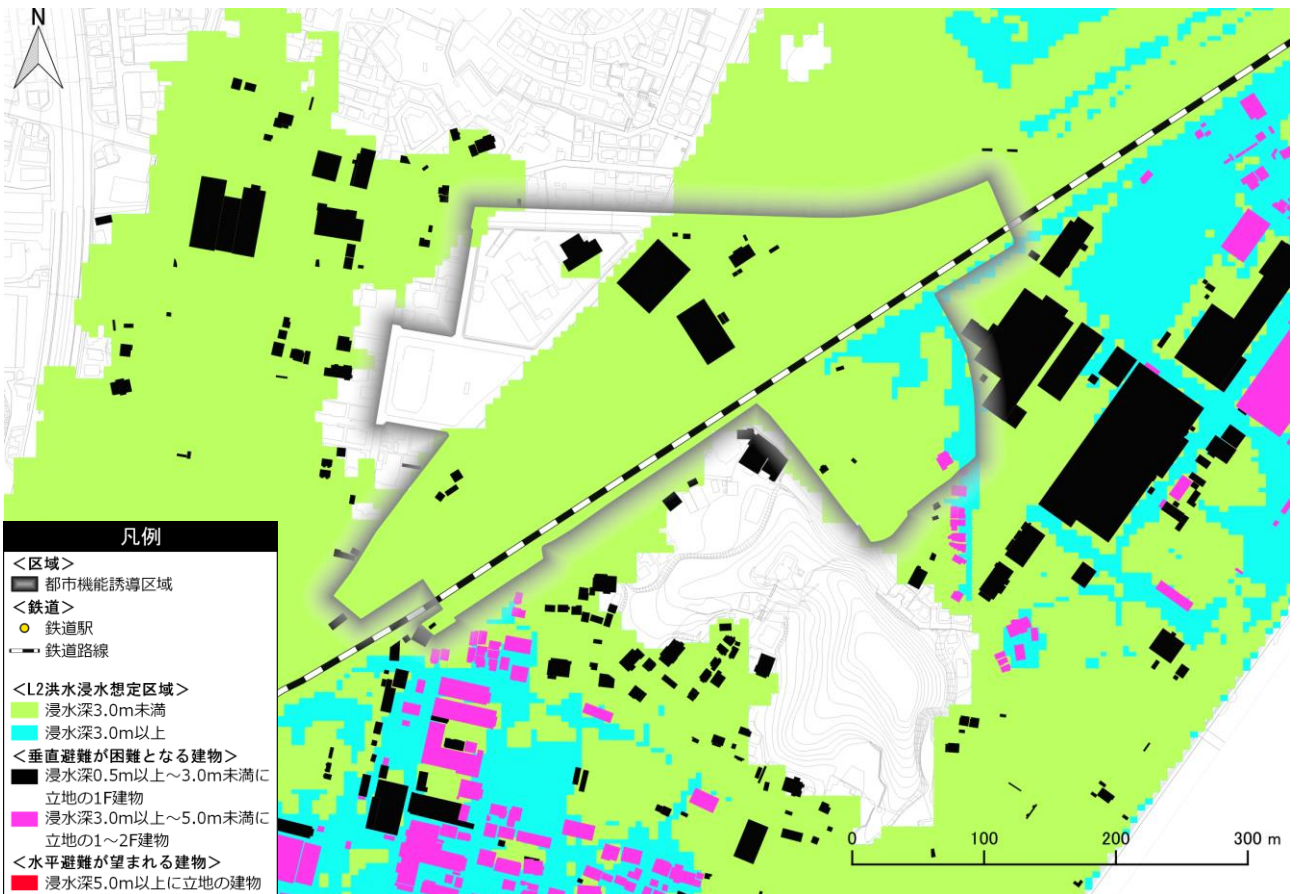 N
凡例
<区域>
都市機能誘導区域
<鉄道>
鉄道駅
鉄道路線
<L2洪水浸水想定区域>
浸水深3.0m未満
浸水深3.0m以上
<垂直避難が困難となる建物>
浸水深0.5m以上~3.0m未満に
立地の1F建物
浸水深3.0m以上~5.0m未満に
立地の1~2F建物
<水平避難が望まれる建物>
浸水深5.0m以上に立地の建物
0 100 200 300 m